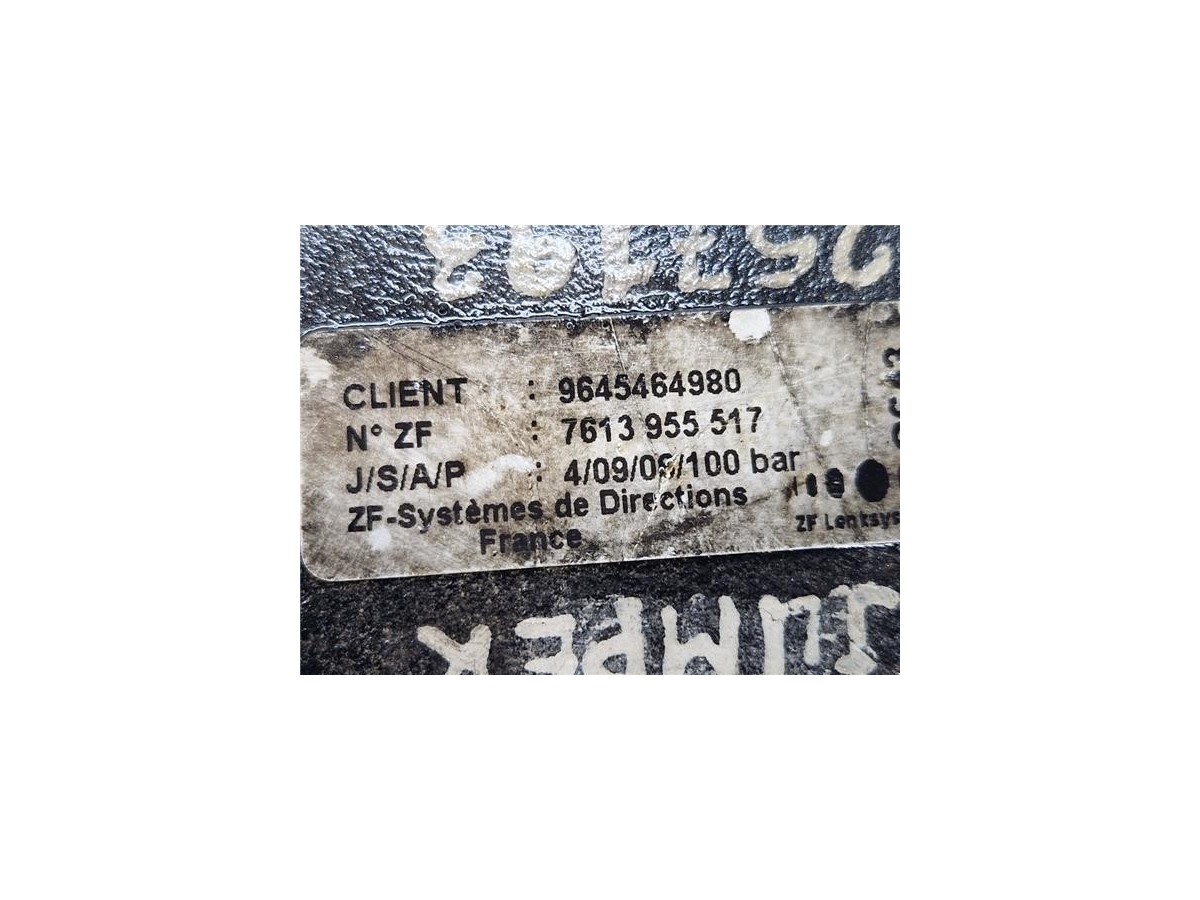 CLIENT : 9645464980
N° ZF : 7613 955 517
J/S/A/P : 4/09/06/100 bar
ZF-Systèmes de Directions
France
ZF Lenksys